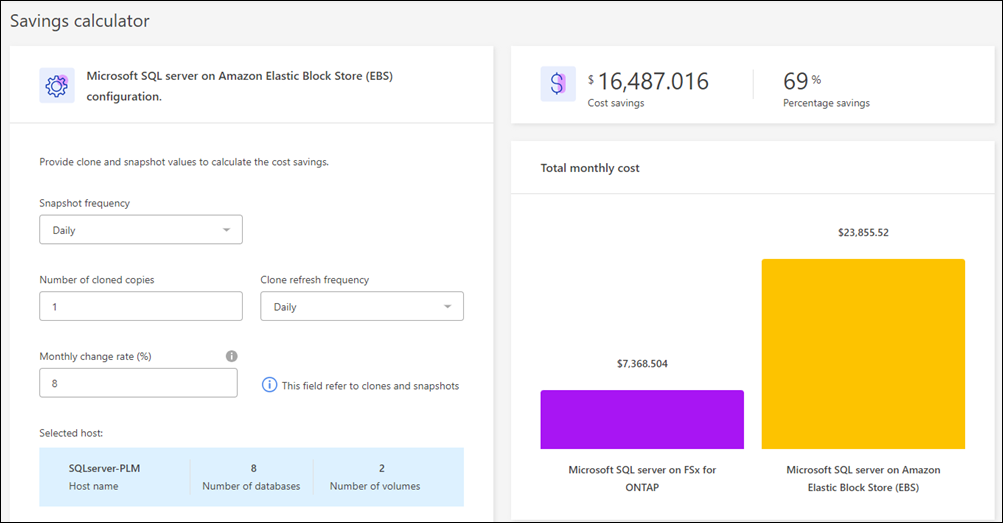 Savings calculator
Microsoft SQL server on Amazon Elastic Block Store (EBS)
configuration.
Provide clone and snapshot values to calculate the cost savings.
Snapshot frequency
Daily
Number of cloned copies
1
Clone refresh frequency
Daily
Monthly change rate (%)
8
This field refer to clones and snapshots
Selected host:
SQLserver-PLM
Host name
8
Number of databases
2
Number of volumes
$ 16,487.016
Cost savings
69 %
Percentage savings
Total monthly cost
$7,368.504
$23,855.52
Microsoft SQL server on FSx for
ONTAP
Microsoft SQL server on Amazon
Elastic Block Store (EBS)